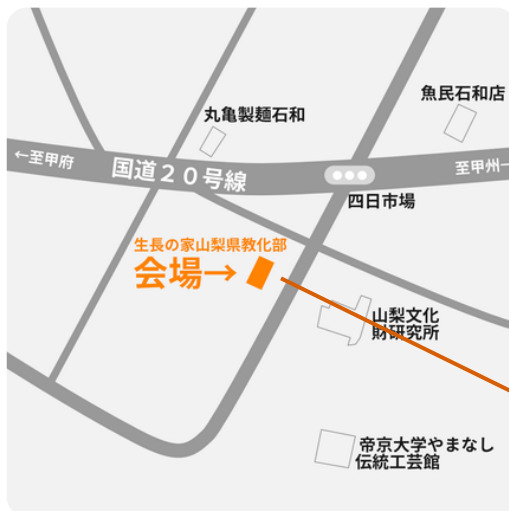 魚民石和店
丸亀製麺石和
←至甲府
国道２０号線
至甲州→
四日市場
生長の家山梨県教化部
会場→
山梨文化
財研究所
帝京大学やまなし
伝統工芸館